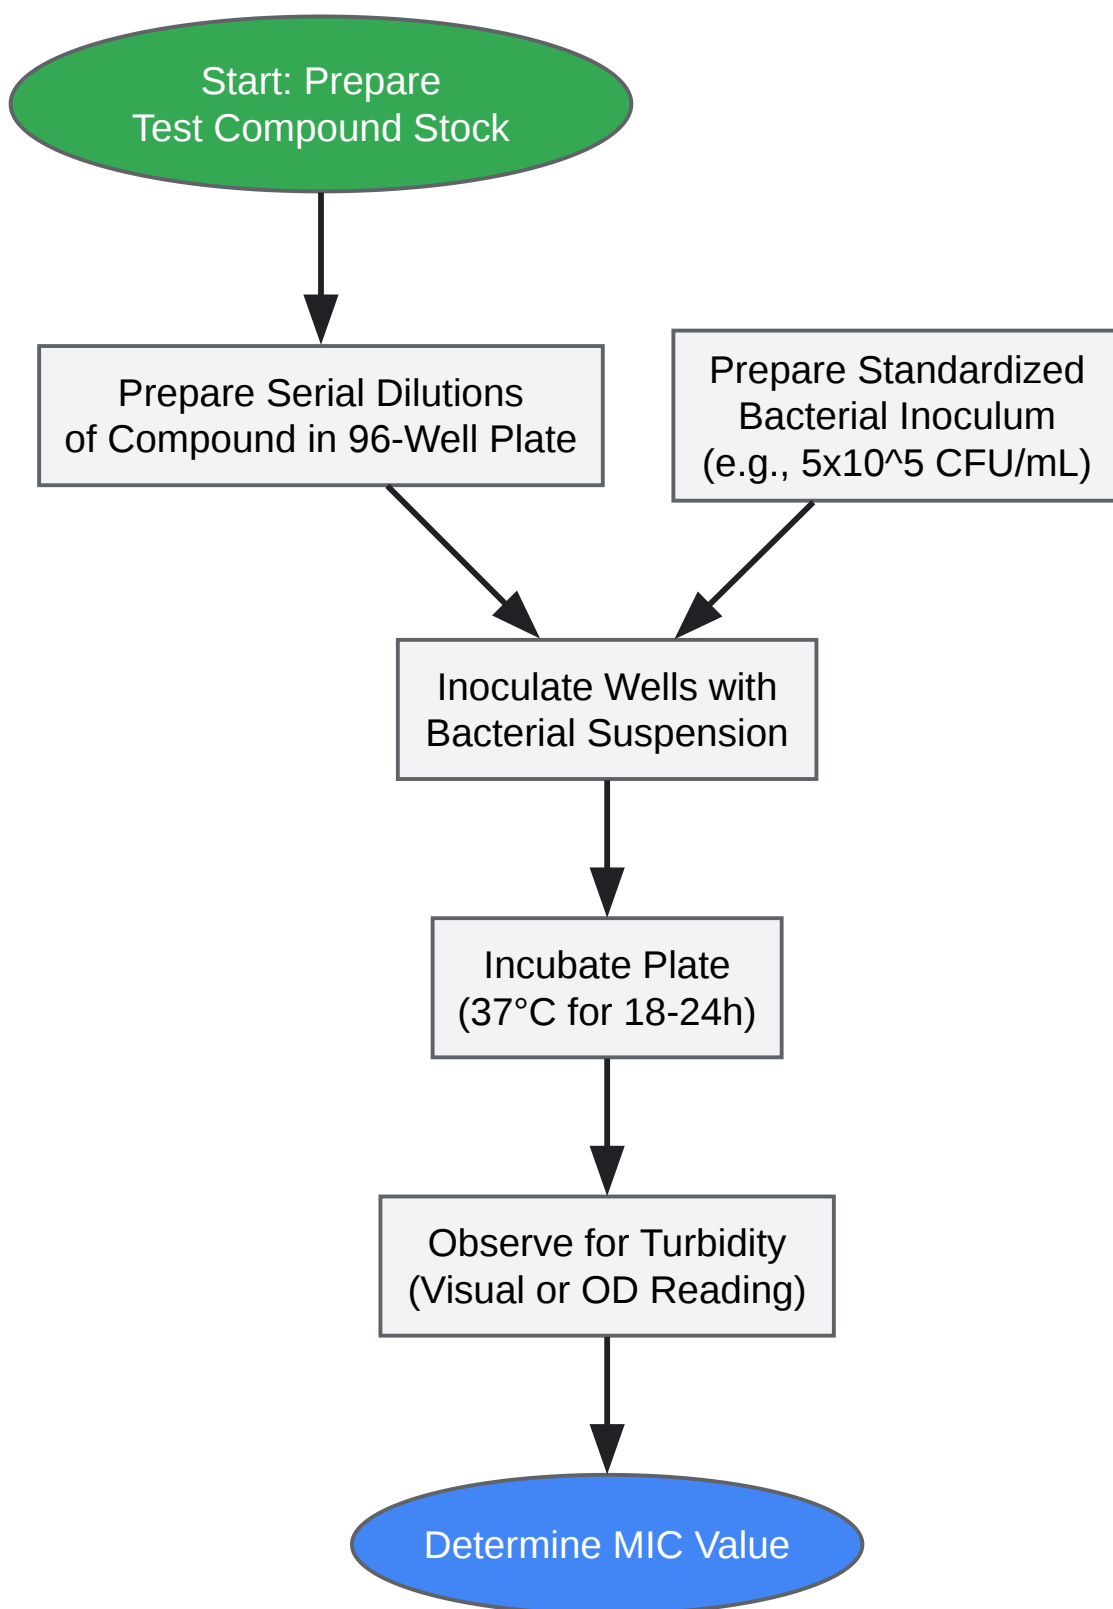 Start: Prepare
Test Compound Stock
Prepare Serial Dilutions
of Compound in 96-Well Plate
Prepare Standardized
Bacterial Inoculum
(e.g., 5x10^5 CFU/mL)
Inoculate Wells with
Bacterial Suspension
Incubate Plate
(37°C for 18-24h)
Observe for Turbidity
(Visual or OD Reading)
Determine MIC Value